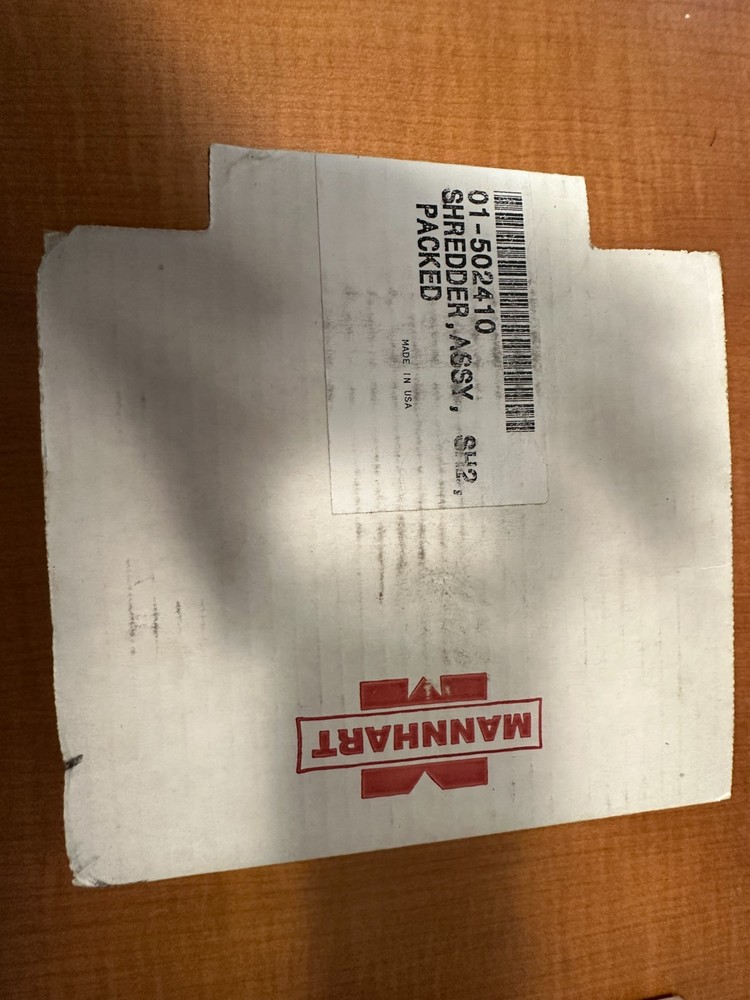 01-502410
SHREDDER,ASSY, SH2,
PACKED
MADE IN USA
MANNHART